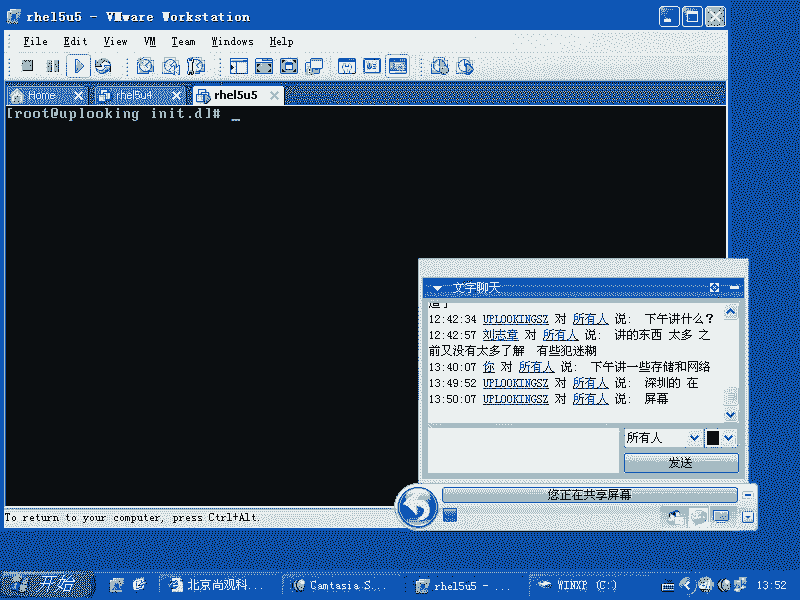 rhel5u5 - VMware Workstation
File Edit View VM Team Windows Help
Home rhel5u4 rhel5u5
[root@uplooking init.d]# _
文字聊天
12:42:34 UPLOOKINGSZ 对 所有人 说: 下午讲什么?
12:42:57 刘志章 对 所有人 说: 讲的东西 太多 之
前又没有太多了解 有些犯迷糊
13:40:07 你 对 所有人 说: 下午讲一些存储和网络
13:49:52 UPLOOKINGSZ 对 所有人 说: 深圳的 在
13:50:07 UPLOOKINGSZ 对 所有人 说: 屏幕
所有人
发送
您正在共享屏幕
To return to your computer, press Ctrl+Alt.
开始 北京尚观科... Camtasia S... rhel5u5 - ... WINXP (C:) 13:52